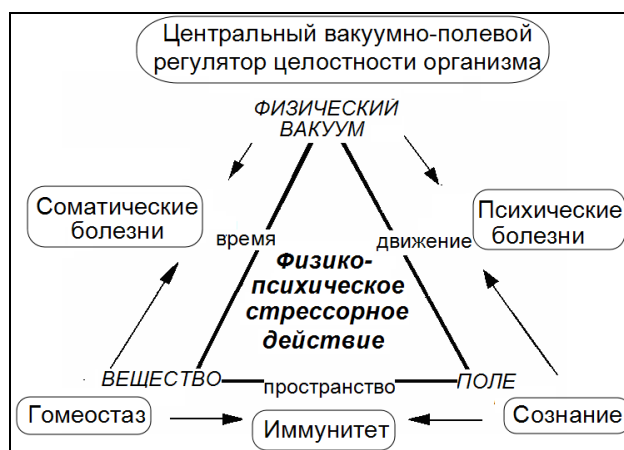 Центральный вакуумно-полевой
регулятор целостности организма
ФИЗИЧЕСКИЙ
ВАКУУМ
Соматические
болезни
Психические
болезни
время
движение
Физико-
психическое
стрессорное
действие
ВЕЩЕСТВО
пространство
ПОЛЕ
Гомеостаз
Иммунитет
Сознание